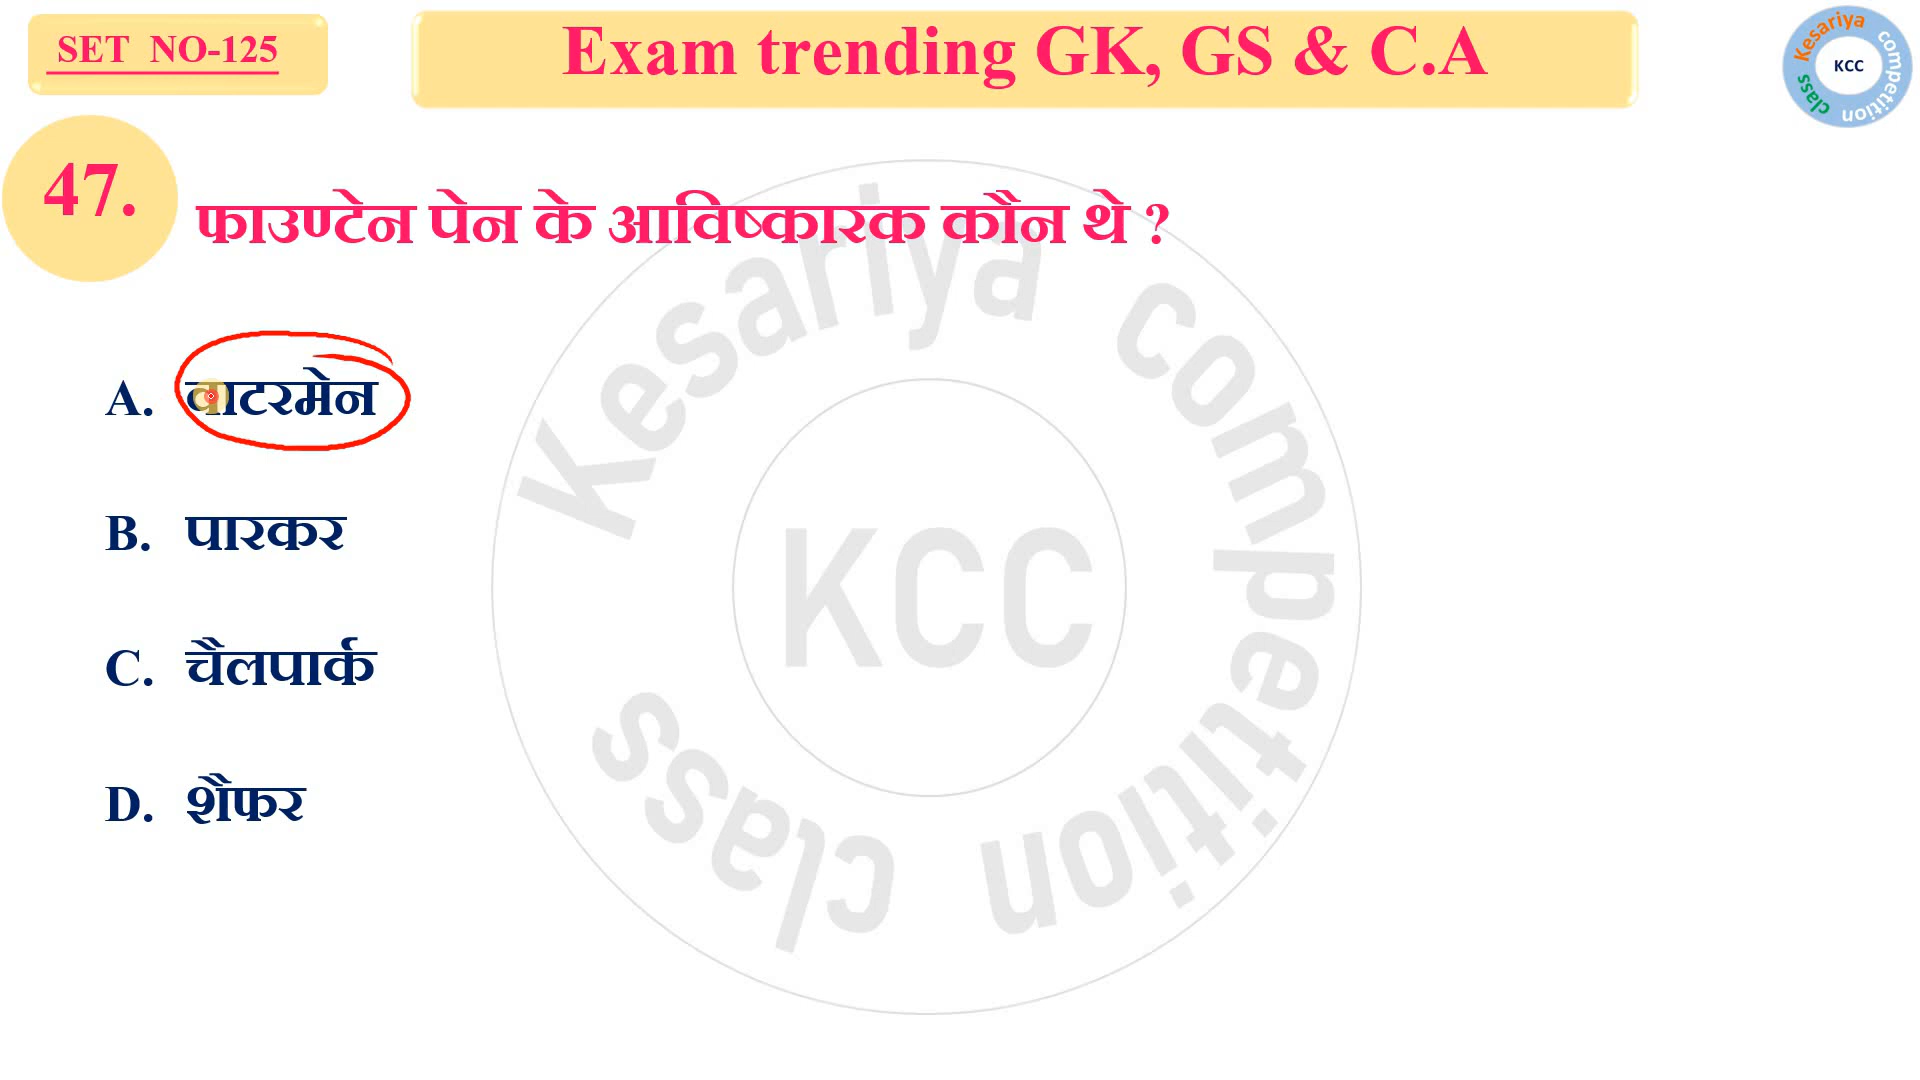 SET NO-125
Exam trending GK, GS & C.A
Kesariya competition class
KCC
47.
फाउण्टेन पेन के आविष्कारक कौन थे ?
A. वाटरमेन
B. पारकर
C. चैलपार्क
D. शैफर
Kesariya competition class
KCC